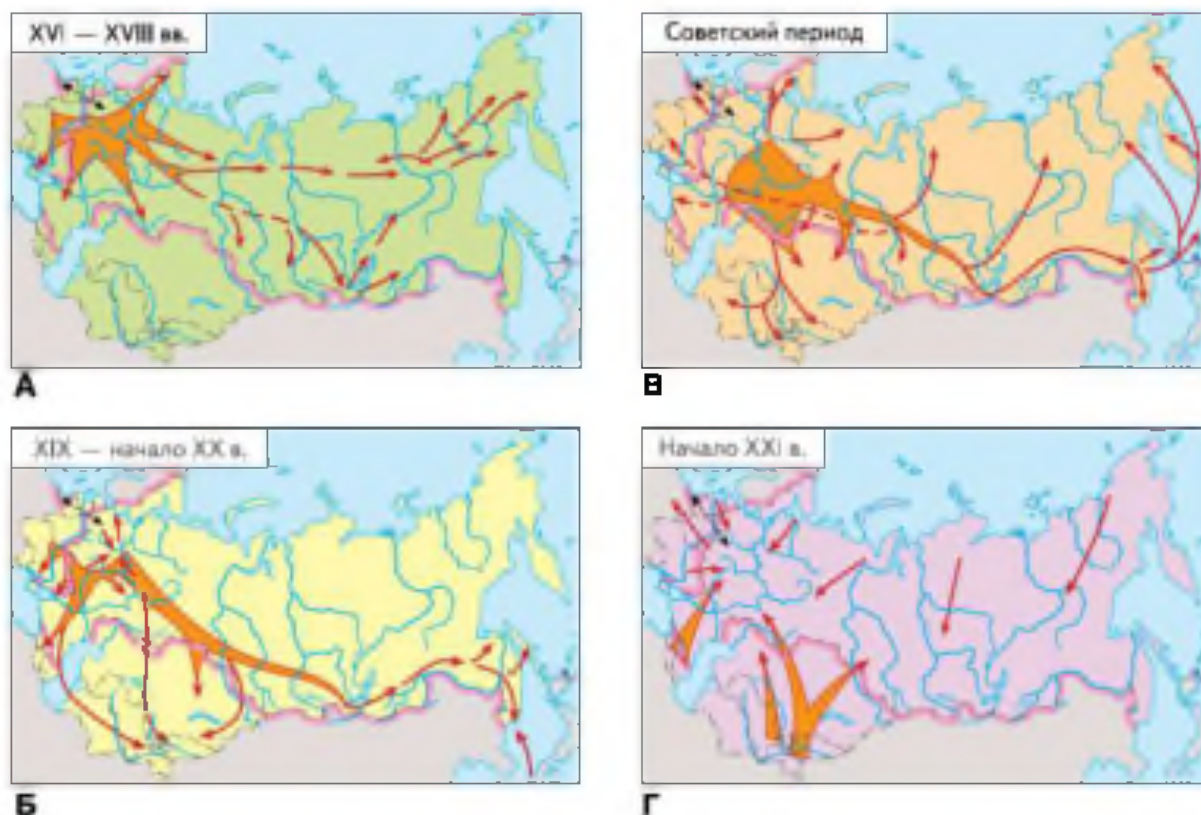 XVI — XVIII вв.
А
Советский период
В
XIX — начало XX в.
Б
Начало XXI в.
Г